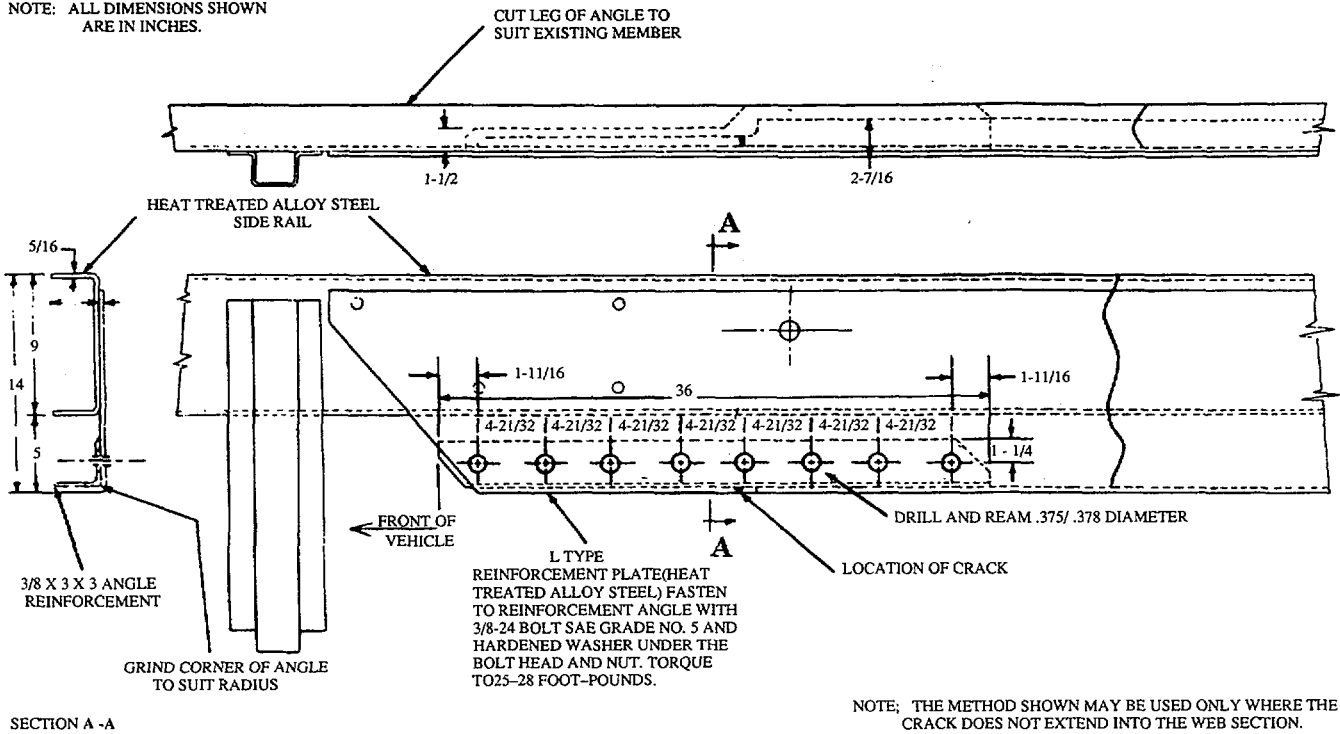 NOTE: ALL DIMENSIONS SHOWN
ARE IN INCHES.
CUT LEG OF ANGLE TO
SUIT EXISTING MEMBER
1-1/2
2-7/16
HEAT TREATED ALLOY STEEL
SIDE RAIL
5/16
A
9
14
5
1-11/16
36
1-11/16
4-21/32 4-21/32 4-21/32 4-21/32 4-21/32 4-21/32 4-21/32
1 - 1/4
FRONT OF
VEHICLE
A
DRILL AND REAM .375/ .378 DIAMETER
LOCATION OF CRACK
L TYPE
REINFORCEMENT PLATE(HEAT
TREATED ALLOY STEEL) FASTEN
TO REINFORCEMENT ANGLE WITH
3/8-24 BOLT SAE GRADE NO. 5 AND
HARDENED WASHER UNDER THE
BOLT HEAD AND NUT. TORQUE
TO25–28 FOOT–POUNDS.
3/8 X 3 X 3 ANGLE
REINFORCEMENT
GRIND CORNER OF ANGLE
TO SUIT RADIUS
SECTION A -A
NOTE; THE METHOD SHOWN MAY BE USED ONLY WHERE THE
CRACK DOES NOT EXTEND INTO THE WEB SECTION.